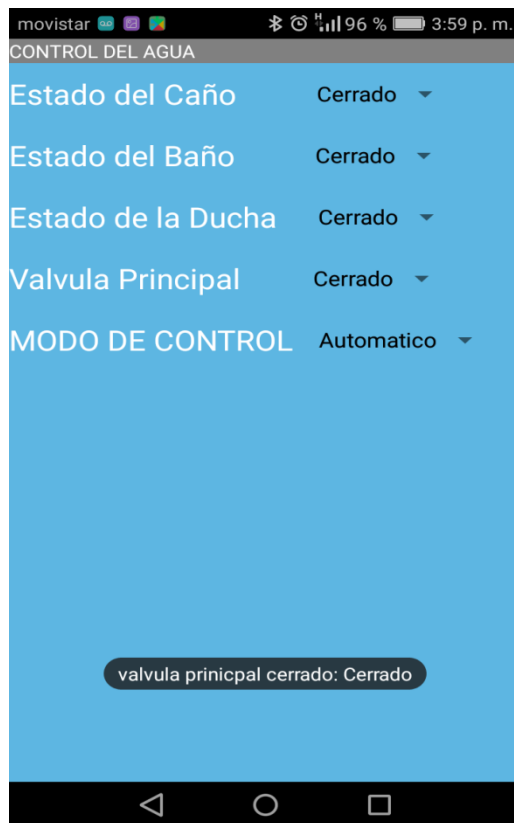 movistar 96 % 3:59 p. m.
CONTROL DEL AGUA
Estado del Caño Cerrado
Estado del Baño Cerrado
Estado de la Ducha Cerrado
Valvula Principal Cerrado
MODO DE CONTROL Automatico
valvula prinicpal cerrado: Cerrado